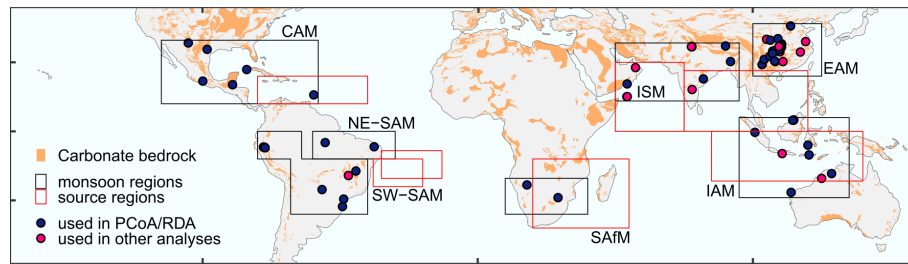 CAM
EAM
ISM
NE−SAM
SW−SAM
IAM
SAfM
Carbonate bedrock
monsoon regions
source regions
used in PCoA/RDA
used in other analyses